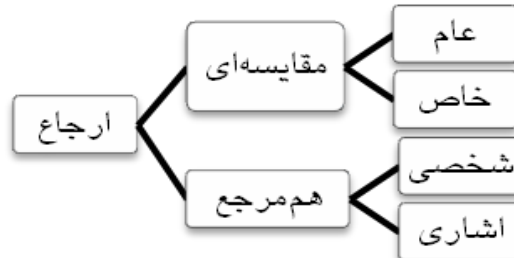 ارجاع
مقایسه‌ای
عام
خاص
هم‌مرجع
شخصی
اشاری